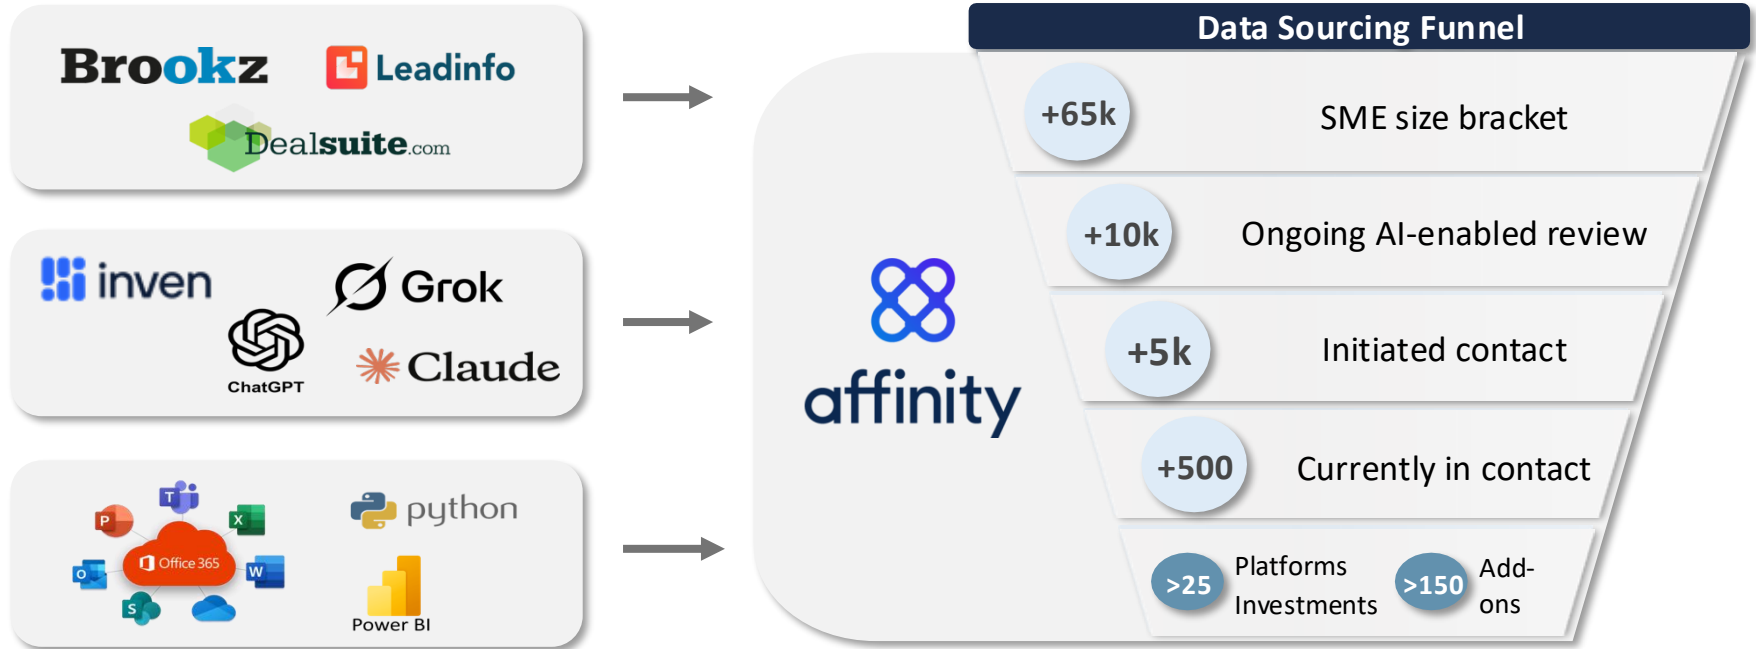 Brookz
Leadinfo
Dealsuite.com
inven
Grok
ChatGPT
Claude
T
P
X
Office 365
O
W
S
python
Power BI
affinity
Data Sourcing Funnel
+65k
SME size bracket
+10k
Ongoing AI-enabled review
+5k
Initiated contact
+500
Currently in contact
>25
Platforms
Investments
>150
Add-
ons